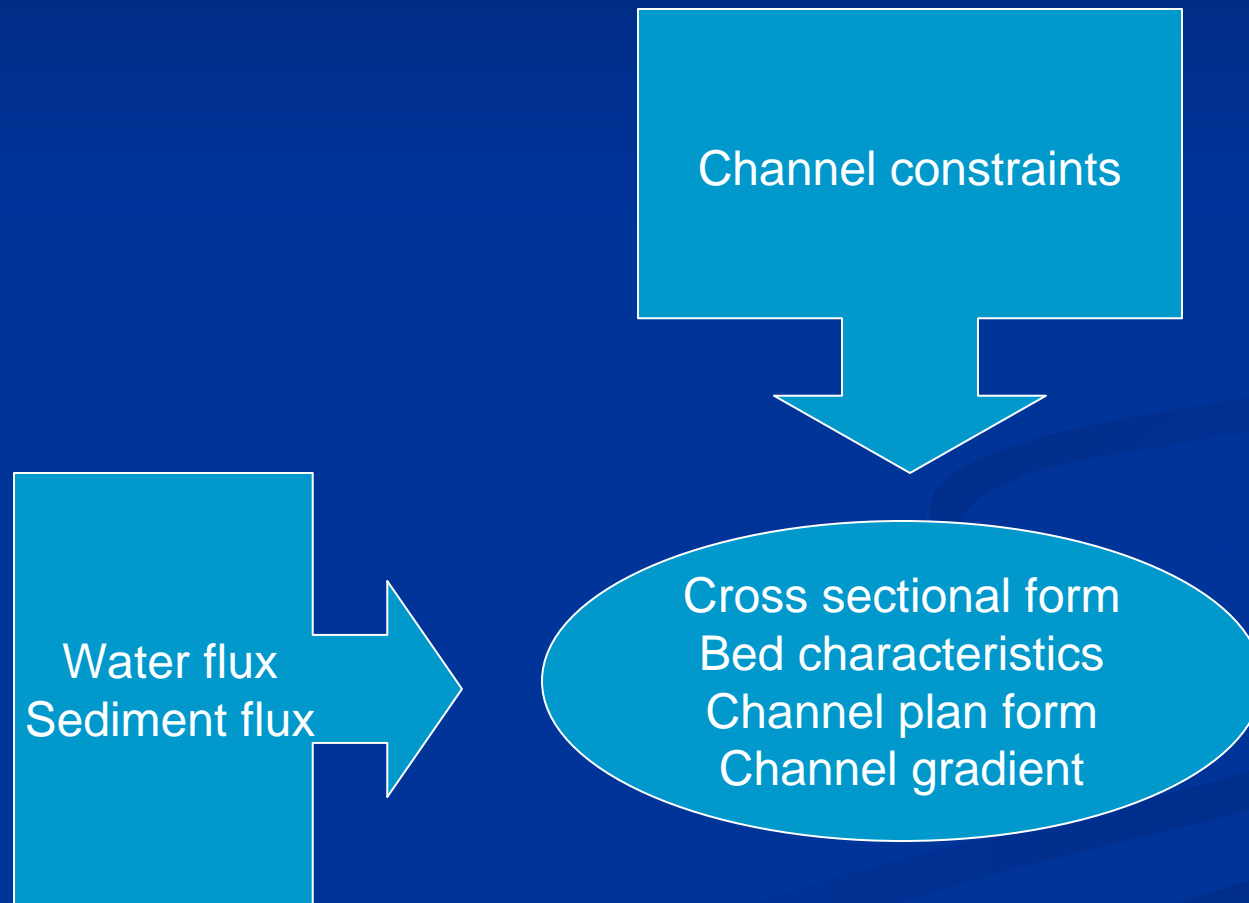 Channel constraints
Water flux
Sediment flux
Cross sectional form
Bed characteristics
Channel plan form
Channel gradient